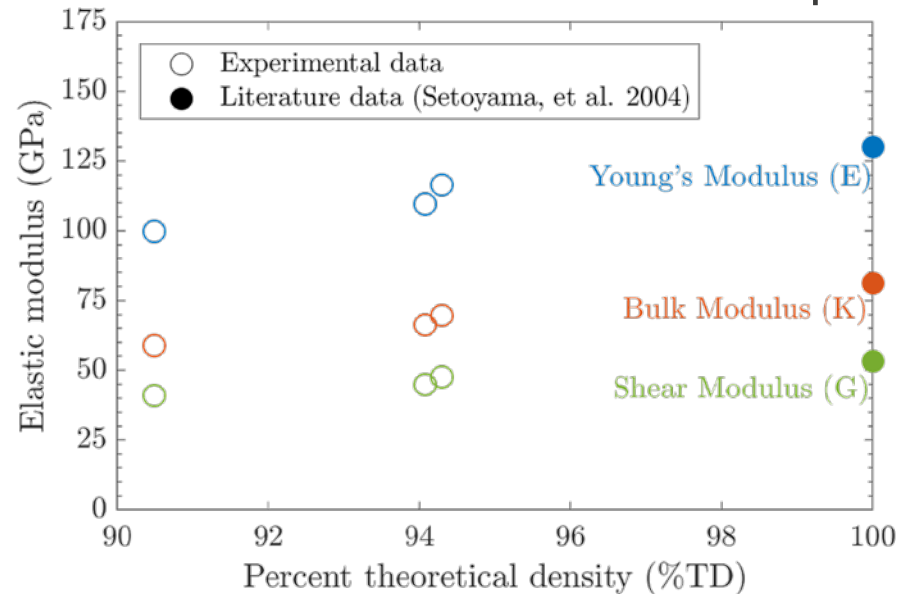 175
150
125
100
75
50
25
0
Elastic modulus (GPa)
Experimental data
Literature data (Setoyama, et al. 2004)
Young's Modulus (E)
Bulk Modulus (K)
Shear Modulus (G)
90 92 94 96 98 100
Percent theoretical density (%TD)